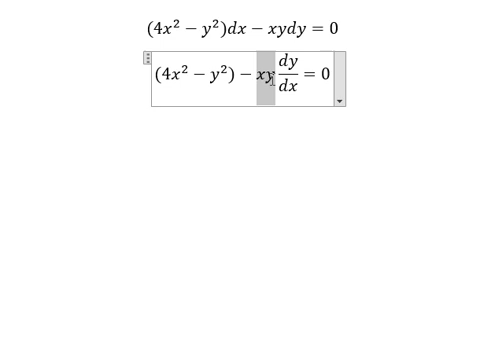 (4x² − y²)dx − xydy = 0
(4x² − y²) − xy dy/dx = 0